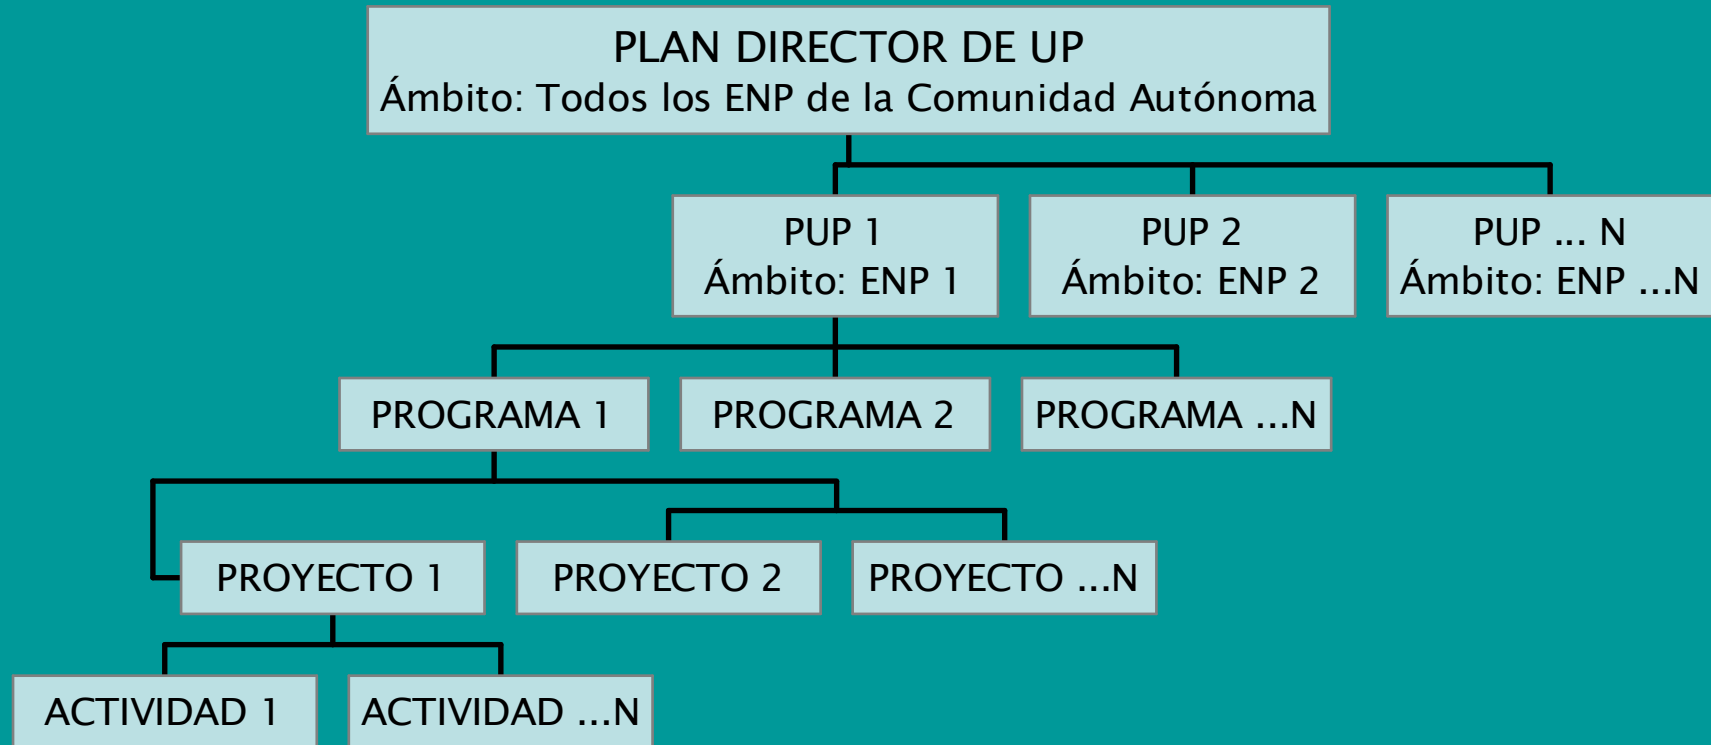 PLAN DIRECTOR DE UP
Ámbito: Todos los ENP de la Comunidad Autónoma
PUP 1
Ámbito: ENP 1
PUP 2
Ámbito: ENP 2
PUP ... N
Ámbito: ENP ...N
PROGRAMA 1
PROGRAMA 2
PROGRAMA ...N
PROYECTO 1
PROYECTO 2
PROYECTO ...N
ACTIVIDAD 1
ACTIVIDAD ...N